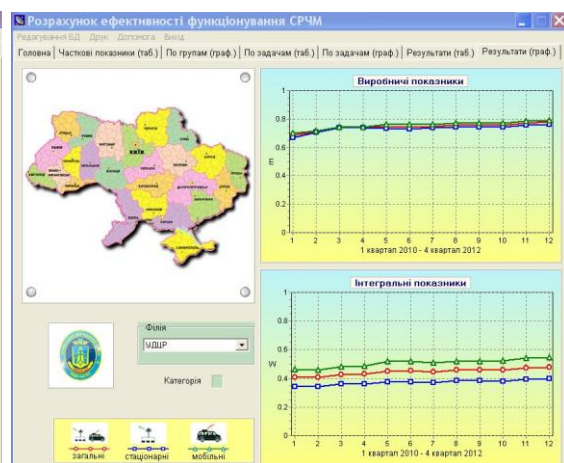 Розрахунок ефективності функціонування СРЧМ
Редагування БД Друк Допомога Вихід
Головна Часткові показники (таб.) По групам (граф.) По задачам (таб.) По задачам (граф.) Результати (таб.) Результати (граф.)
КИЇВ
Філія
УДЦР
Категорія
загальні стаціонарні мобільні
Виробничі показники
1
0.8
0.6
0.4
0.2
0
m
1 2 3 4 5 6 7 8 9 10 11 12
1 квартал 2010 - 4 квартал 2012
Інтегральні показники
1
0.8
0.6
0.4
0.2
0
W
1 2 3 4 5 6 7 8 9 10 11 12
1 квартал 2010 - 4 квартал 2012